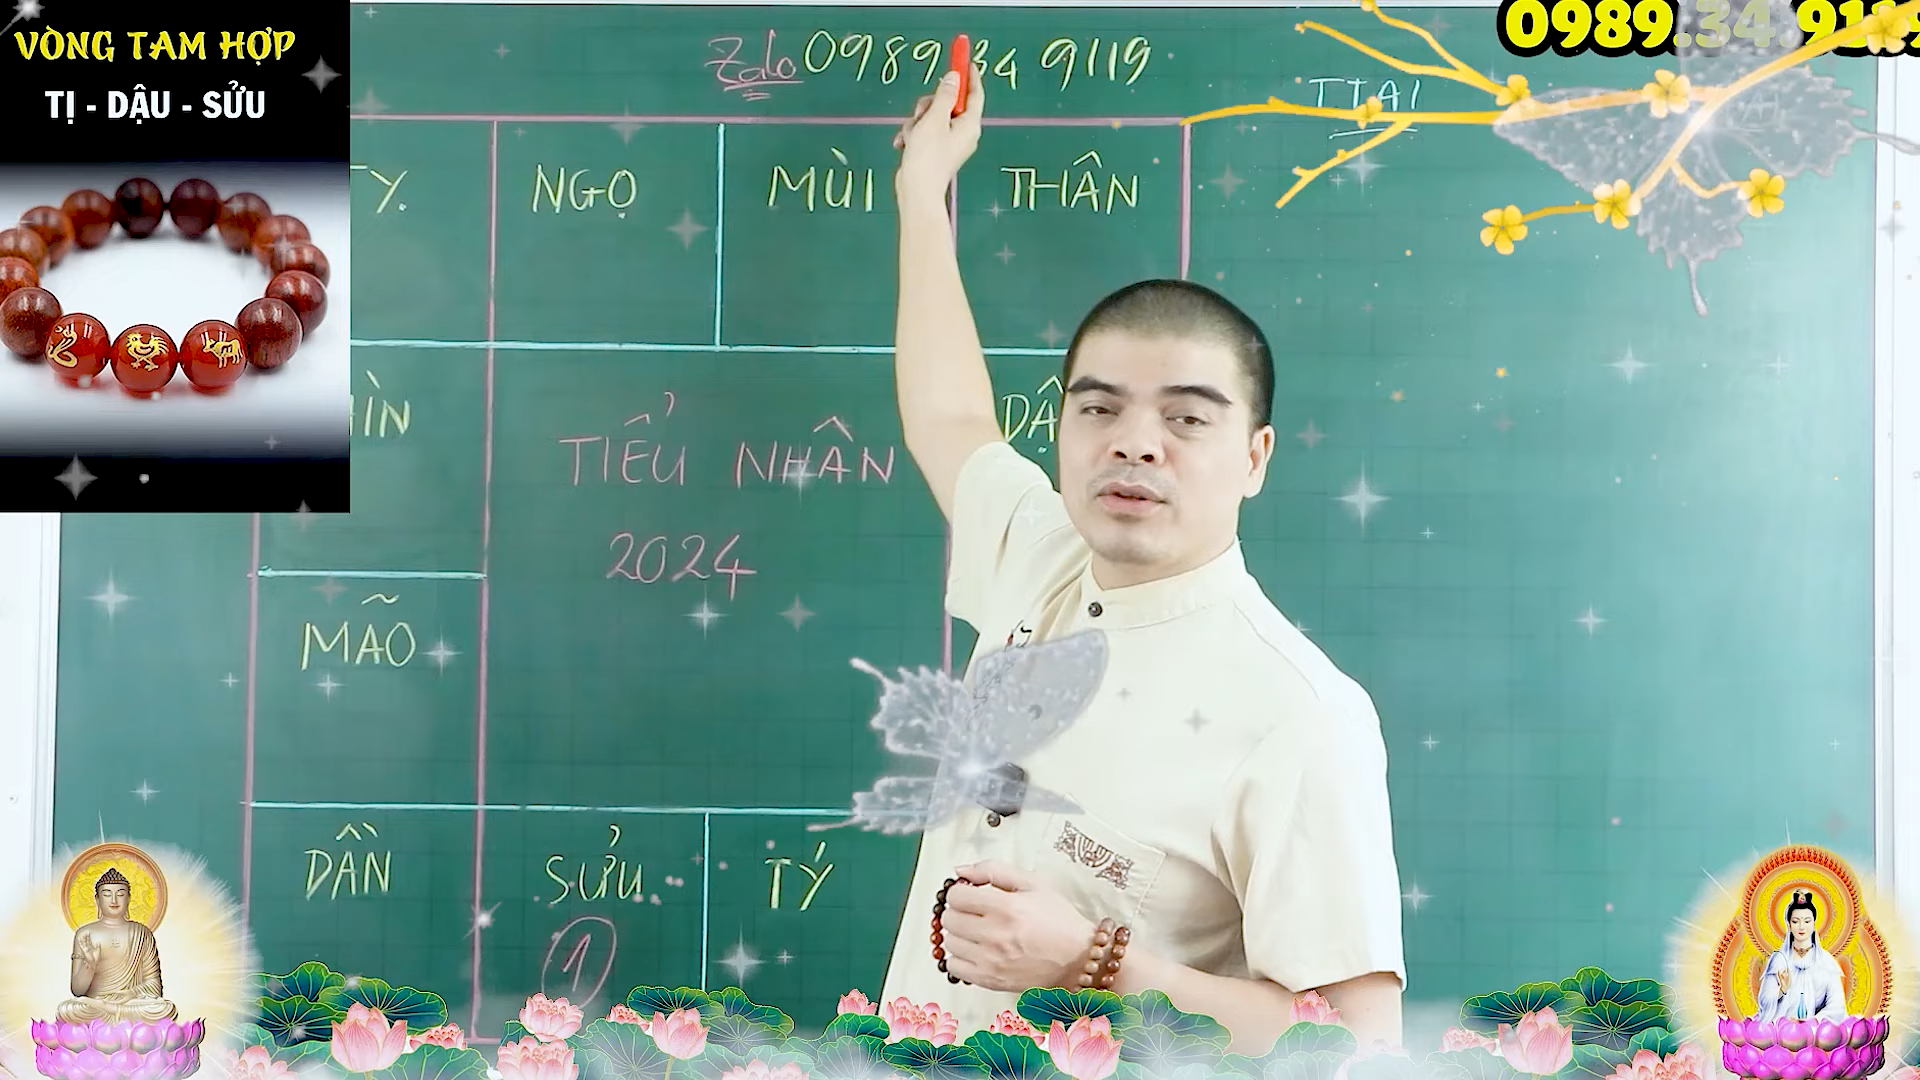 VÒNG TAM HỢP
TỊ - DẬU - SỬU
0989.34.9119
Zalo 0989 34 9119
NGỌ
MÙI
THÂN
TIỂU NHÂN
2024
MÃO
DẦN
SỬU
TÝ
1